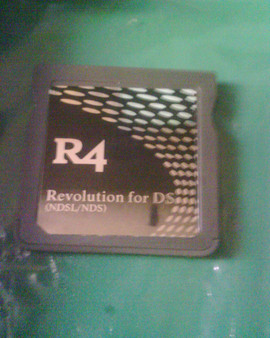 R4
Revolution for DS
(NDSL/NDS)